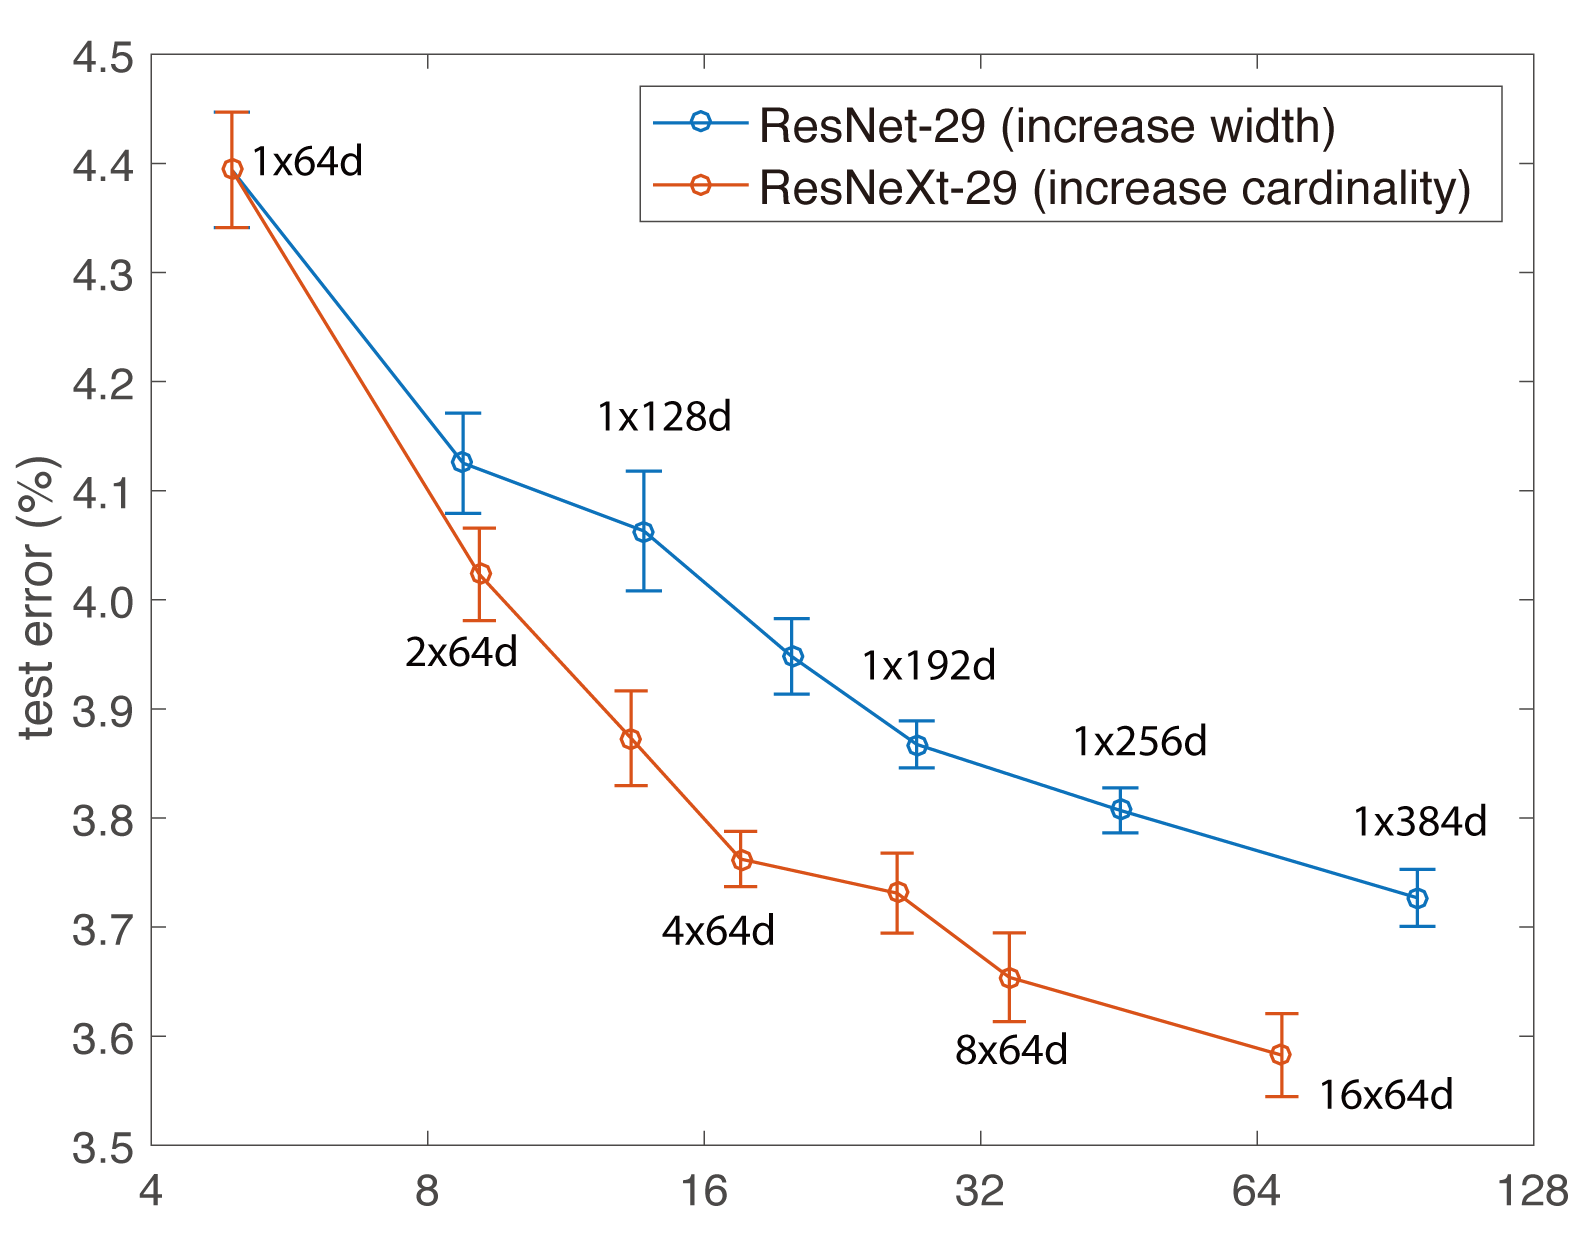 4.5
4.4
4.3
4.2
4.1
4.0
3.9
3.8
3.7
3.6
3.5
test error (%)
ResNet-29 (increase width)
ResNeXt-29 (increase cardinality)
1x64d
1x128d
2x64d
1x192d
1x256d
1x384d
4x64d
8x64d
16x64d
4 8 16 32 64 128